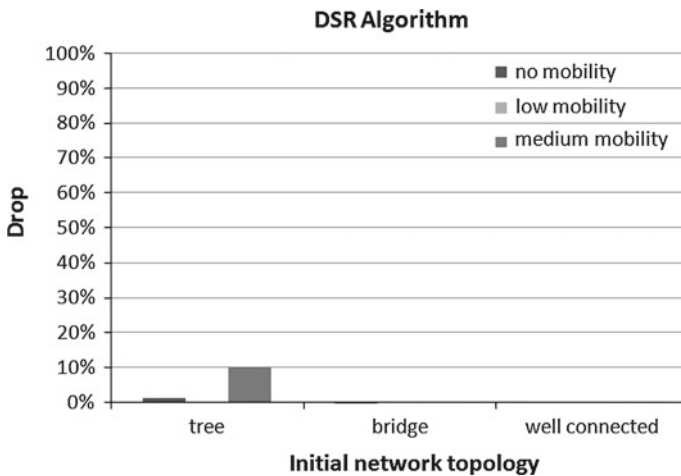 DSR Algorithm
100%
90%
80%
70%
60%
50%
40%
30%
20%
10%
0%
Drop
no mobility
low mobility
medium mobility
tree bridge well connected
Initial network topology